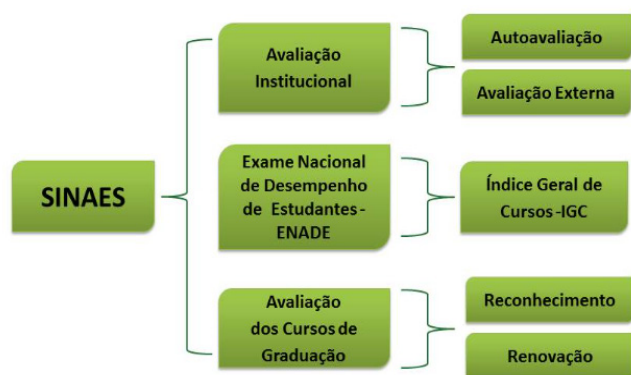 SINAES
Avaliação
Institucional
Autoavaliação
Avaliação Externa
Exame Nacional
de Desempenho
de Estudantes-
ENADE
Índice Geral de
Cursos -IGC
Avaliação
dos Cursos de
Graduação
Reconhecimento
Renovação